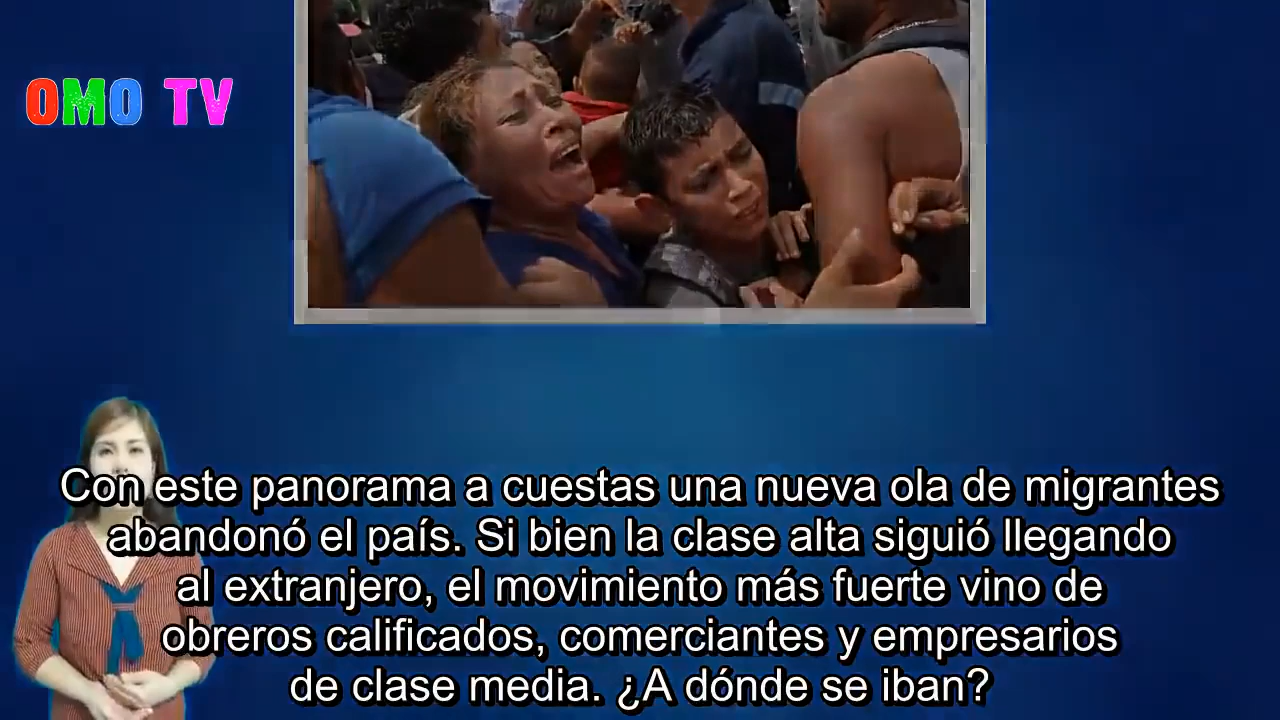 OMO TV
Con este panorama a cuestas una nueva ola de migrantes
abandonó el país. Si bien la clase alta siguió llegando
al extranjero, el movimiento más fuerte vino de
obreros calificados, comerciantes y empresarios
de clase media. ¿A dónde se iban?